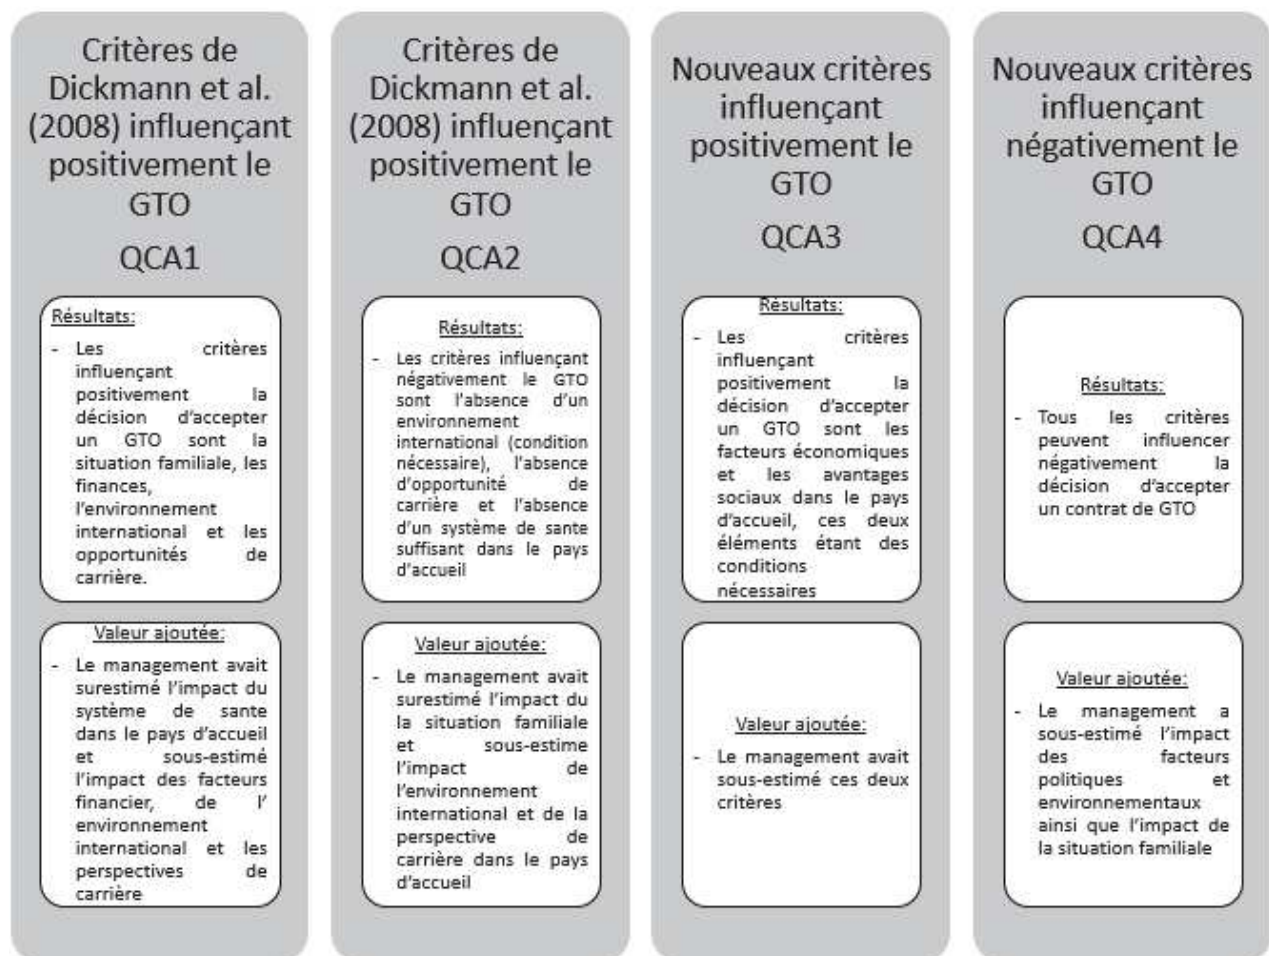 Critères de
Dickmann et al.
(2008) influençant
positivement le
GTO
QCA1
Résultats:
- Les critères
influençant
positivement la
décision d'accepter
un GTO sont la
situation familiale, les
finances,
l'environnement
international et les
opportunités de
carrière.
Valeur ajoutée:
- Le management avait
surestimé l'impact du
système de sante
dans le pays d'accueil
et sous-estimé
l'impact des facteurs
financier, de l'
environnement
international et les
perspectives de
carrière
Critères de
Dickmann et al.
(2008) influençant
positivement le
GTO
QCA2
Résultats:
- Les critères influençant
négativement le GTO
sont l'absence d'un
environnement
international (condition
nécessaire), l'absence
d'opportunité de
carrière et l'absence
d'un système de sante
suffisant dans le pays
d'accueil
Valeur ajoutée:
- Le management avait
surestimé l'impact du
la situation familiale
et sous-estime
l'impact de
l'environnement
international et de la
perspective de
carrière dans le pays
d'accueil
Nouveaux critères
influençant
positivement le
GTO
QCA3
Résultats:
- Les critères
influençant
positivement la
décision d'accepter
un GTO sont les
facteurs économiques
et les avantages
sociaux dans le pays
d'accueil, ces deux
éléments étant des
conditions
nécessaires
Valeur ajoutée:
- Le management avait
sous-estimé ces deux
critères
Nouveaux critères
influençant
négativement le
GTO
QCA4
Résultats:
- Tous les critères
peuvent influencer
négativement la
décision d'accepter
un contrat de GTO
Valeur ajoutée:
- Le management a
sous-estimé l'impact
des facteurs
politiques et
environnementaux
ainsi que l'impact de
la situation familiale